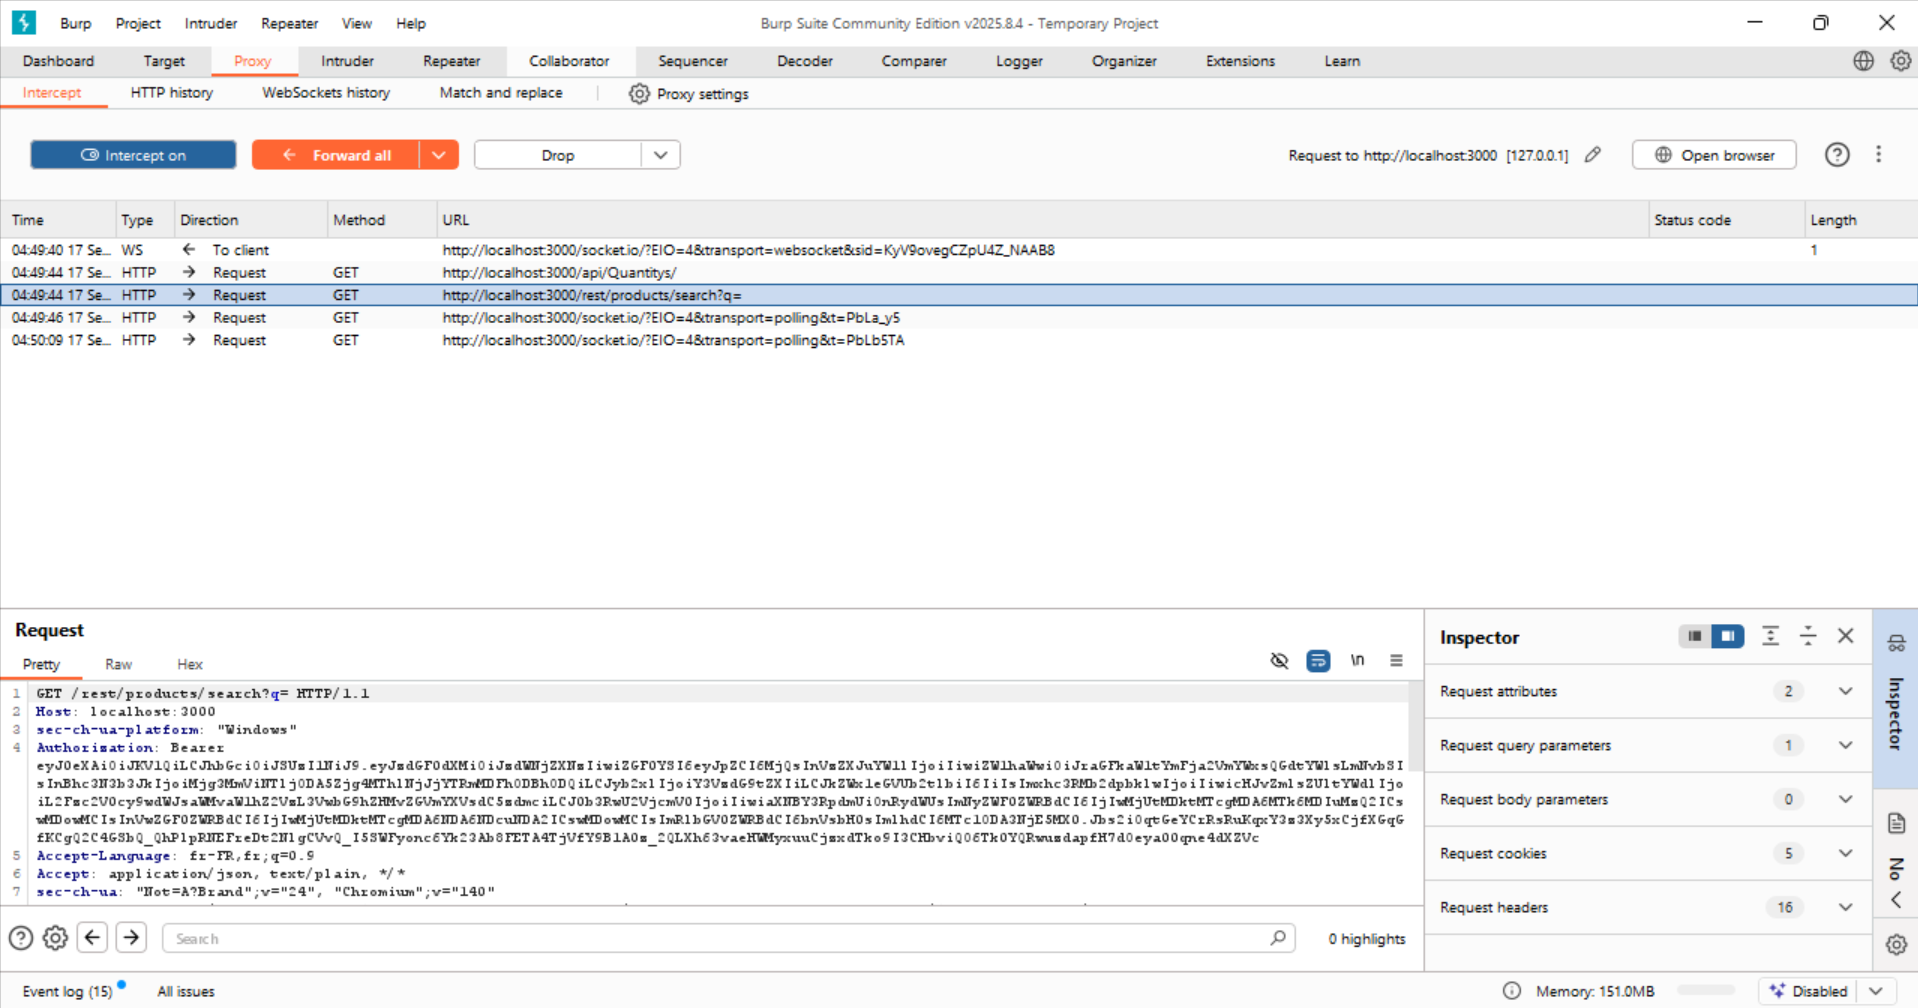 Burp Project Intruder Repeater View Help Burp Suite Community Edition v2025.8.4 - Temporary Project
Dashboard Target Proxy Intruder Repeater Collaborator Sequencer Decoder Comparer Logger Organizer Extensions Learn
Intercept HTTP history WebSockets history Match and replace Proxy settings
Intercept on Forward all Drop Request to http://localhost:3000 [127.0.0.1] Open browser
Time Type Direction Method URL Status code Length
04:49:40 17 Se... WS To client http://localhost:3000/socket.io/?EIO=4&transport=websocket&sid=KyV9ovegCZpU4Z_NAAB8 1
04:49:44 17 Se... HTTP Request GET http://localhost:3000/api/Quantitys/
04:49:44 17 Se... HTTP Request GET http://localhost:3000/rest/products/search?q=
04:49:46 17 Se... HTTP Request GET http://localhost:3000/socket.io/?EIO=4&transport=polling&t=PbLa_y5
04:50:09 17 Se... HTTP Request GET http://localhost:3000/socket.io/?EIO=4&transport=polling&t=PbLb5TA
Request
Pretty Raw Hex
\n
1 GET /rest/products/search?q= HTTP/1.1
2 Host: localhost:3000
3 sec-ch-ua-platform: "Windows"
4 Authorization: Bearer
5 Accept-Language: fr-FR,fr;q=0.9
6 Accept: application/json, text/plain, */*
7 sec-ch-ua: "Not=A?Brand";v="24", "Chromium";v="140"
Search 0 highlights
Inspector
Request attributes 2
Request query parameters 1
Request body parameters 0
Request cookies 5
Request headers 16
Inspector
No
Event log (15) All issues Memory: 151.0MB Disabled